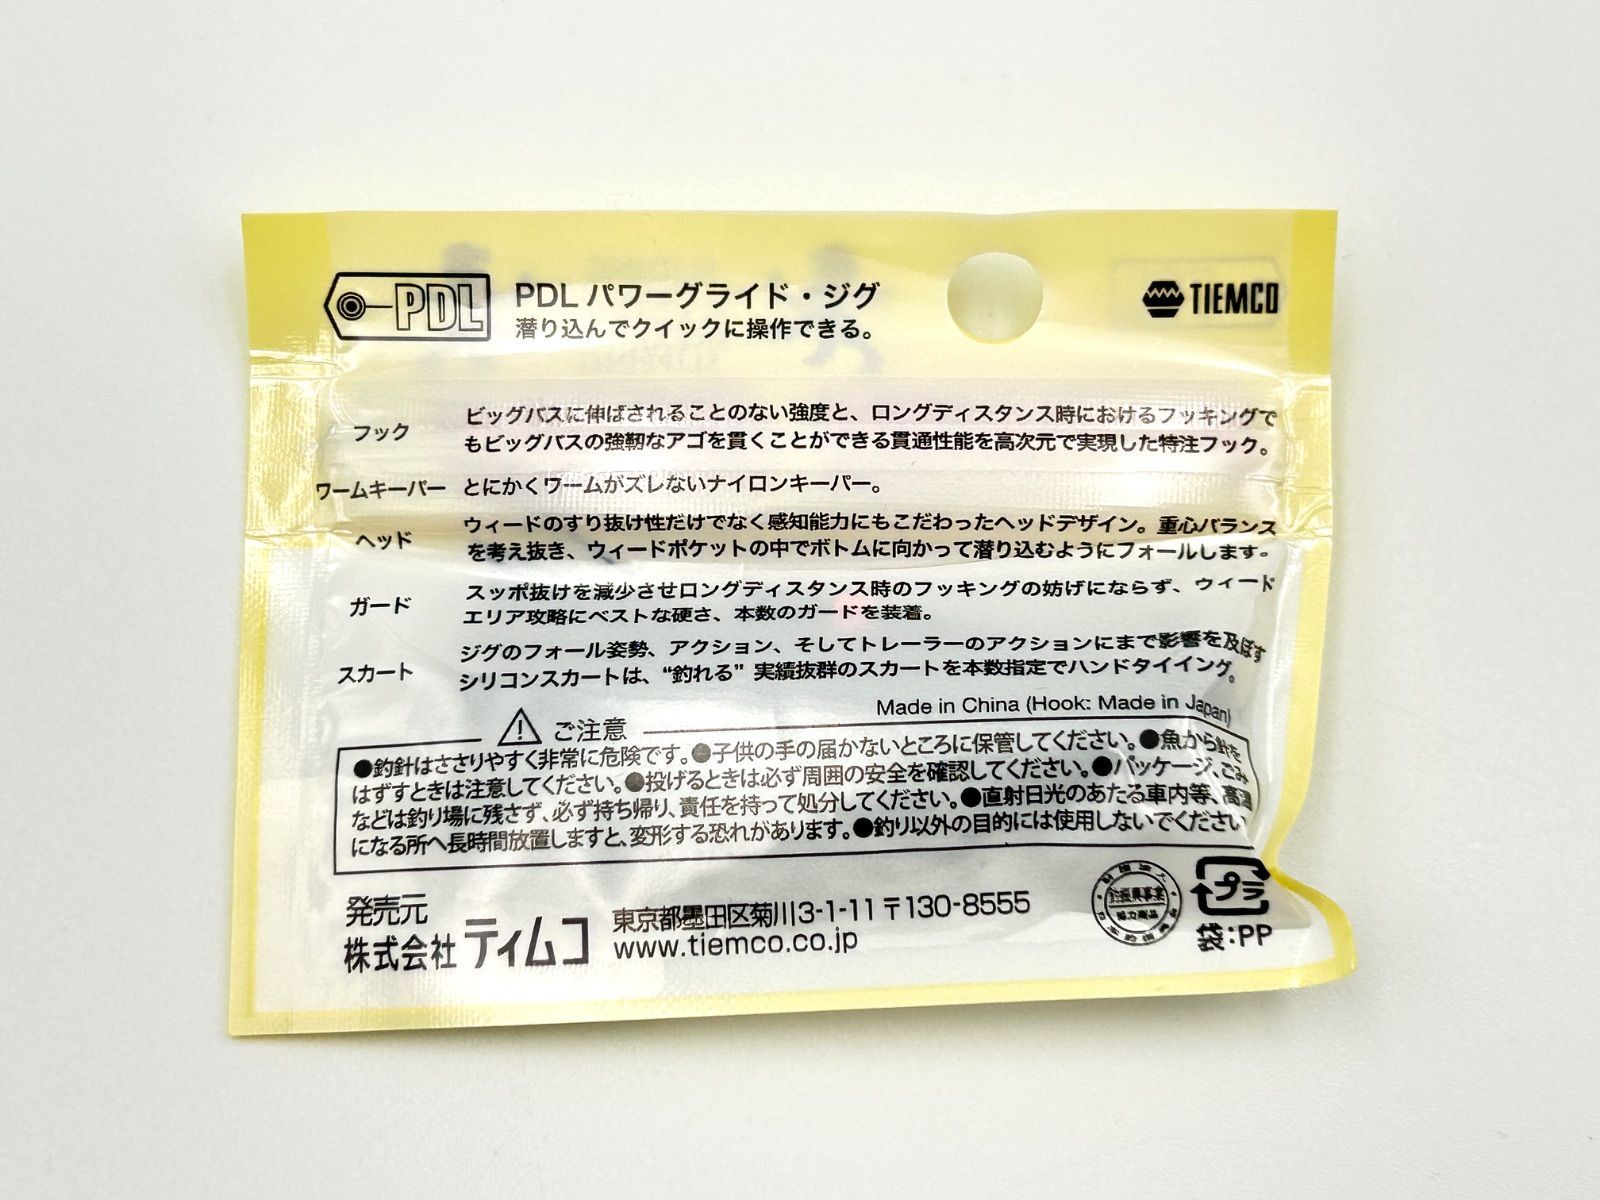 PDL
PDL パワーグライド・ジグ
潜り込んでクイックに操作できる。
TIEMCO
フック
ビッグバスに伸ばされることのない強度と、ロングディスタンス時におけるフッキングで
もビッグバスの強靭なアゴを貫くことができる貫通性能を高次元で実現した特注フック。
ワームキーパー
とにかくワームがズレないナイロンキーパー。
ヘッド
ウィードのすり抜け性だけでなく感知能力にもこだわったヘッドデザイン。重心バランス
を考え抜き、ウィードポケットの中でボトムに向かって潜り込むようにフォールします。
ガード
スッポ抜けを減少させロングディスタンス時のフッキングの妨げにならず、ウィード
エリア攻略にベストな硬さ、本数のガードを装着。
スカート
ジグのフォール姿勢、アクション、そしてトレーラーのアクションにまで影響を及ぼす
シリコンスカートは、“釣れる” 実績抜群のスカートを本数指定でハンドタイイング。
Made in China (Hook: Made in Japan)
ご注意
●釣針はささりやすく非常に危険です。●子供の手の届かないところに保管してください。●魚から針を
はずすときは注意してください。●投げるときは必ず周囲の安全を確認してください。●パッケージ、ごみ
などは釣り場に残さず、必ず持ち帰り、責任を持って処分してください。●直射日光のあたる車内等、高温
になる所へ長時間放置しますと、変形する恐れがあります。●釣り以外の目的には使用しないでください
発売元
株式会社 ティムコ
東京都墨田区菊川3-1-11 〒130-8555
www.tiemco.co.jp
プラ
袋:PP